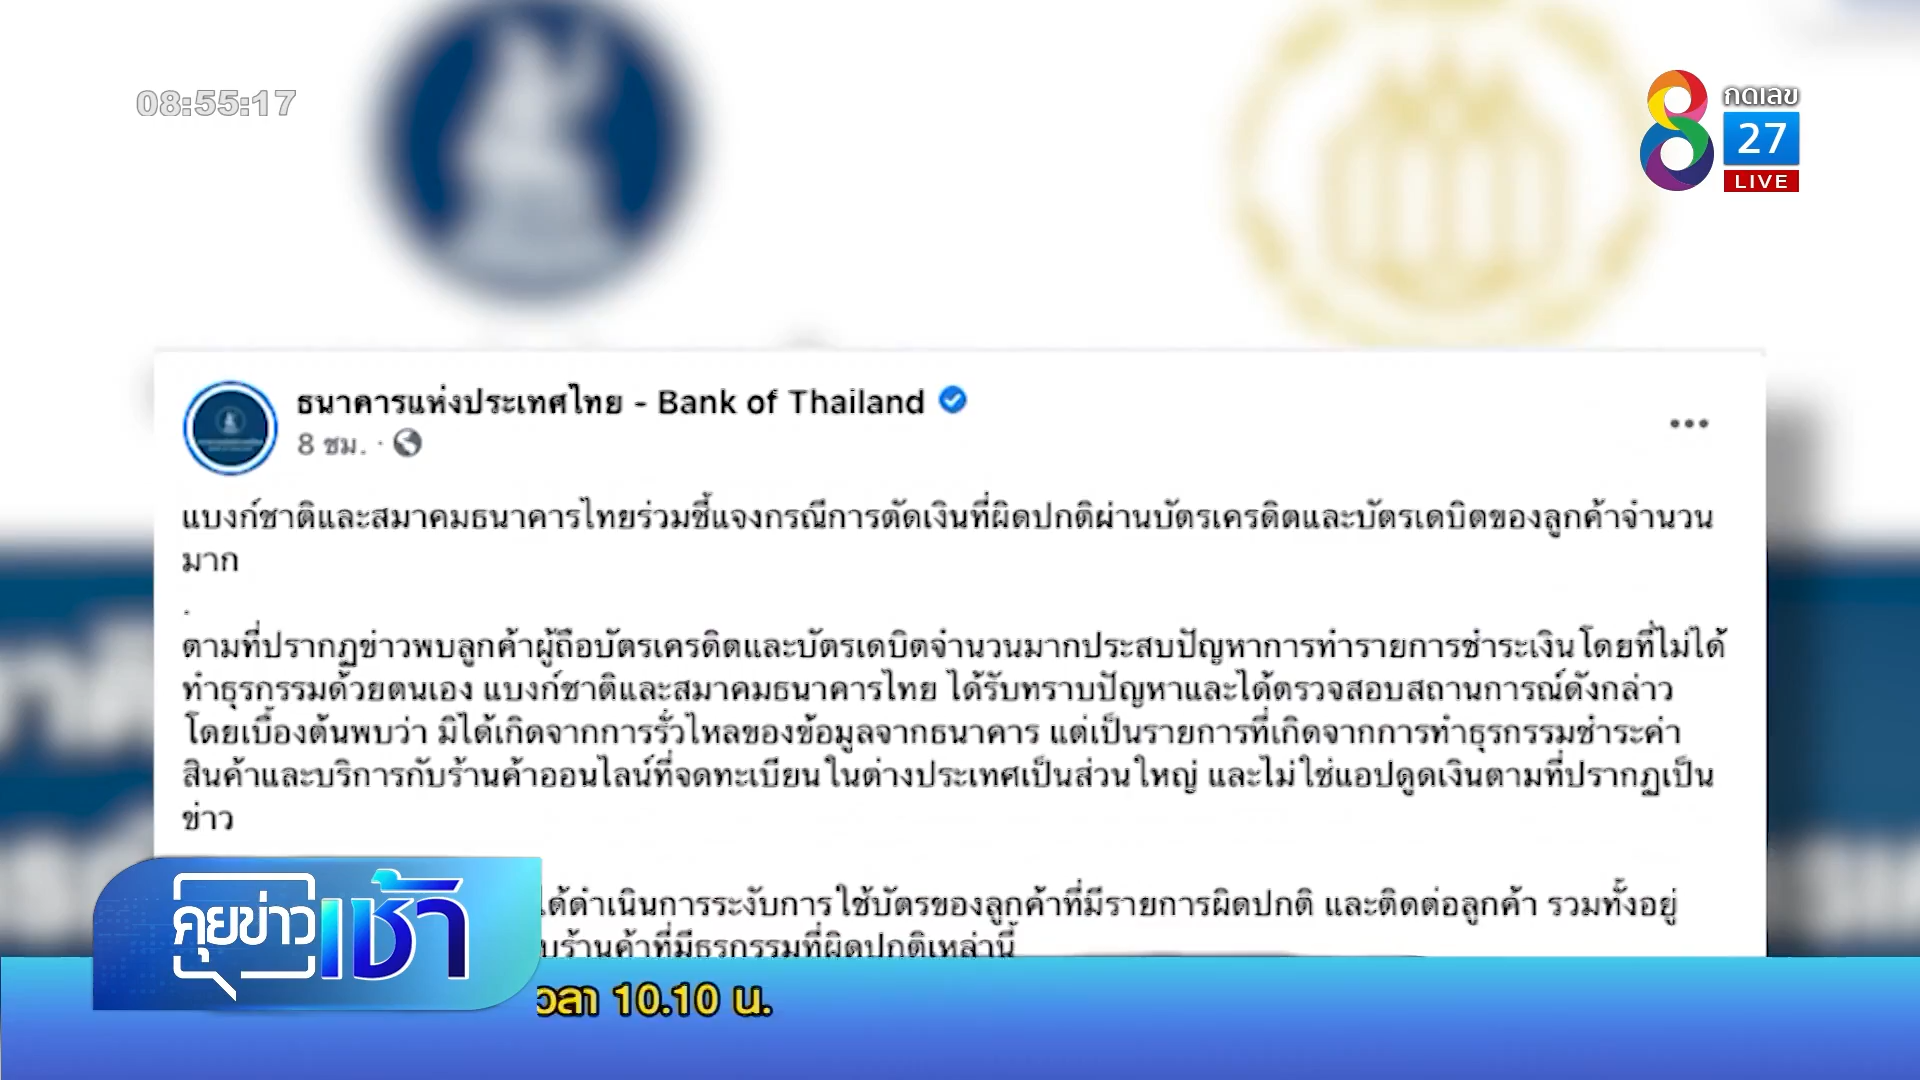 08:55:17
กดเลข
27
LIVE
ธนาคารแห่งประเทศไทย - Bank of Thailand
8 ชม. ·
แบงก์ชาติและสมาคมธนาคารไทยร่วมชี้แจงกรณีการตัดเงินที่ผิดปกติผ่านบัตรเครดิตและบัตรเดบิตของลูกค้าจำนวน
มาก
.
ตามที่ปรากฏข่าวพบลูกค้าผู้ถือบัตรเครดิตและบัตรเดบิตจำนวนมากประสบปัญหาการทำรายการชำระเงินโดยที่ไม่ได้
ทำธุรกรรมด้วยตนเอง แบงก์ชาติและสมาคมธนาคารไทย ได้รับทราบปัญหาและได้ตรวจสอบสถานการณ์ดังกล่าว
โดยเบื้องต้นพบว่า มิได้เกิดจากการรั่วไหลของข้อมูลจากธนาคาร แต่เป็นรายการที่เกิดจากการทำธุรกรรมชำระค่า
สินค้าและบริการกับร้านค้าออนไลน์ที่จดทะเบียนในต่างประเทศเป็นส่วนใหญ่ และไม่ใช่แอปดูดเงินตามที่ปรากฏเป็น
ข่าว
ได้ดำเนินการระงับการใช้บัตรของลูกค้าที่มีรายการผิดปกติ และติดต่อลูกค้า รวมทั้งอยู่
ร้านค้าที่มีธุรกรรมที่ผิดปกติเหล่านี้
คุยข่าวเช้า
10.10 น.